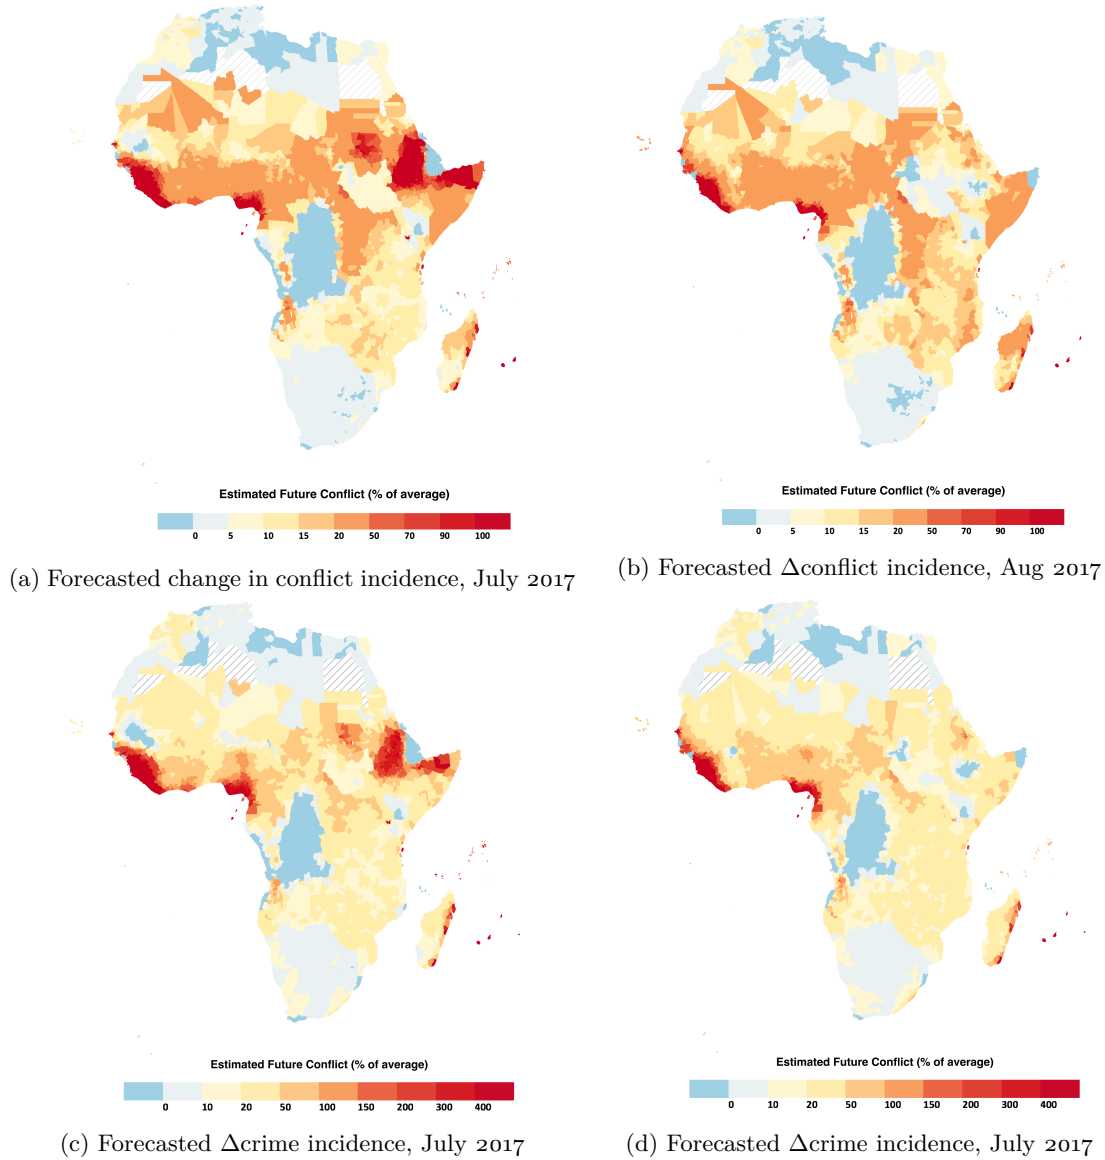 Estimated Future Conflict (% of average)
0 5 10 15 20 50 70 90 100
(a) Forecasted change in conflict incidence, July 2017
Estimated Future Conflict (% of average)
0 5 10 15 20 50 70 90 100
(b) Forecasted Δconflict incidence, Aug 2017
Estimated Future Conflict (% of average)
0 10 20 50 100 150 200 300 400
(c) Forecasted Δcrime incidence, July 2017
Estimated Future Conflict (% of average)
0 10 20 50 100 150 200 300 400
(d) Forecasted Δcrime incidence, July 2017